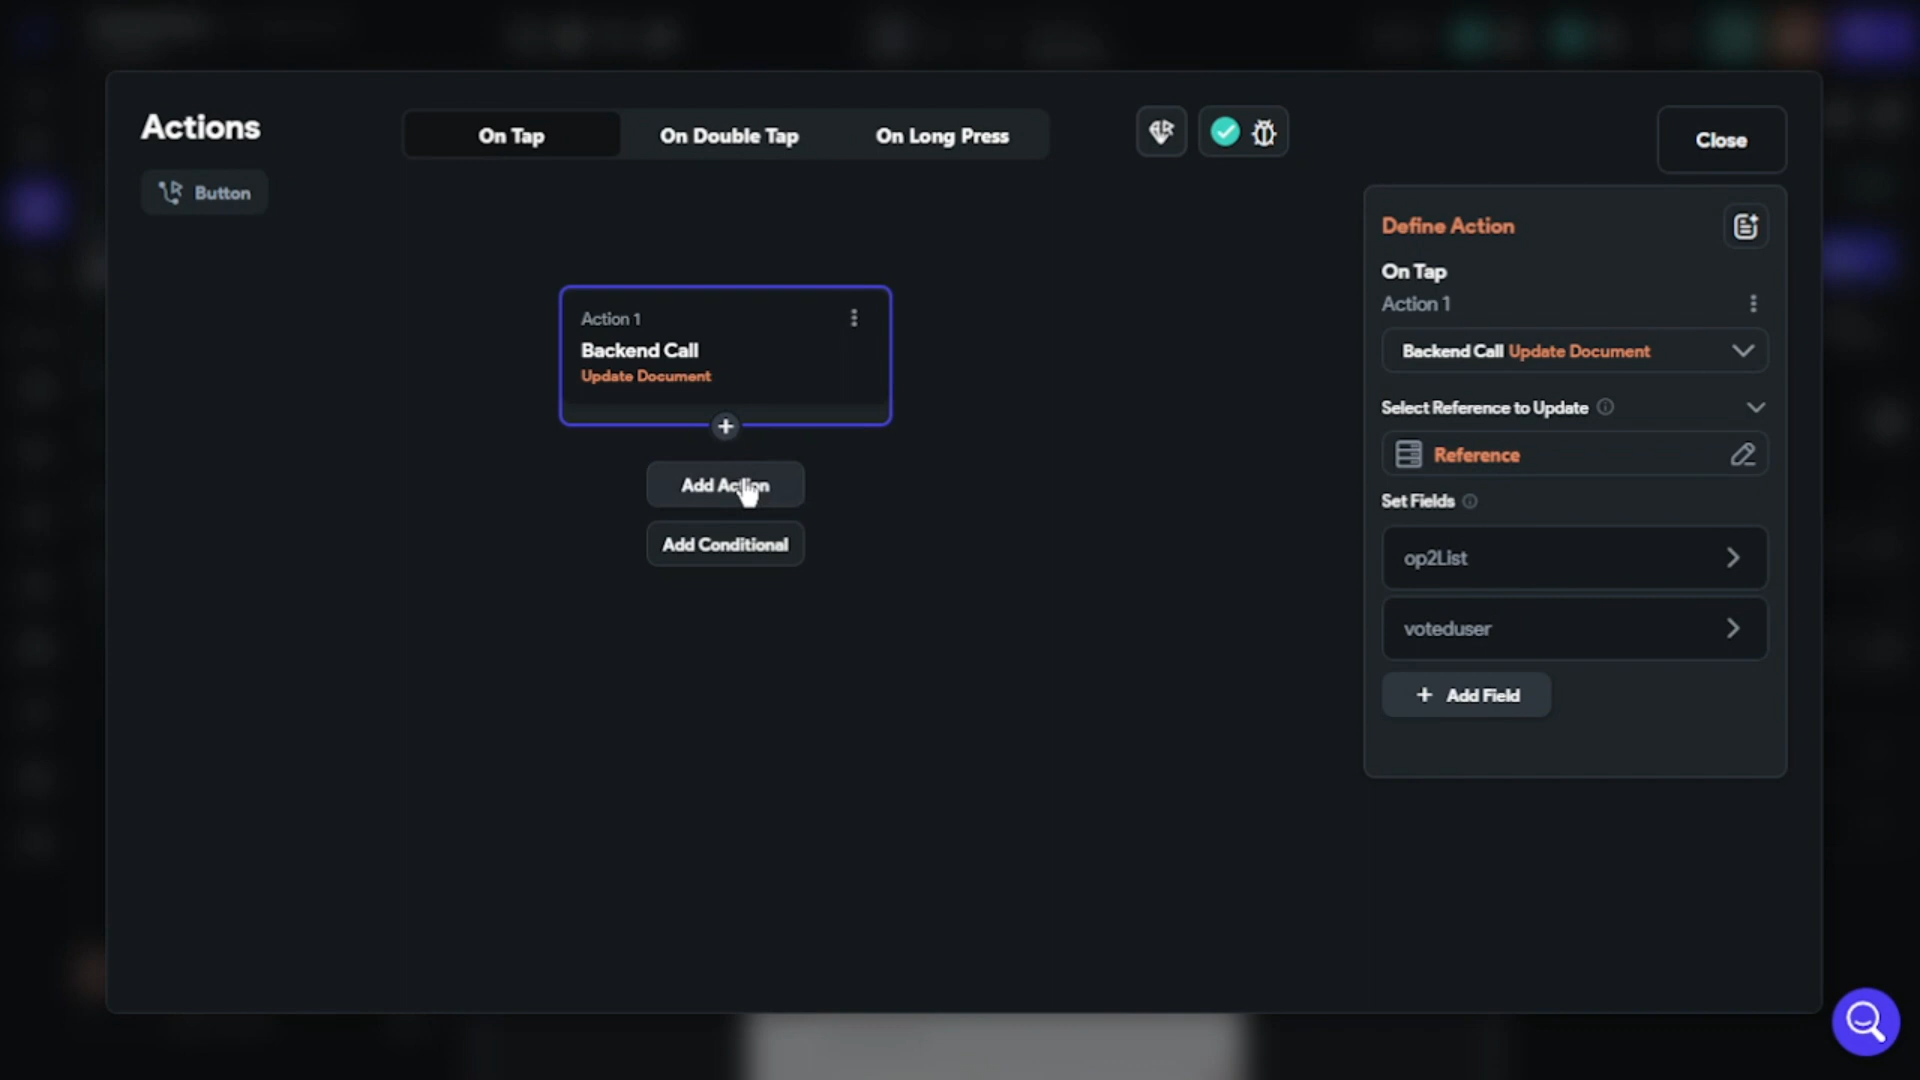 Actions
On Tap
On Double Tap
On Long Press
Close
Button
Define Action
On Tap
Action 1
Backend Call Update Document
Select Reference to Update
Reference
Set Fields
op2List
voteduser
+ Add Field
Action 1
Backend Call
Update Document
+
Add Action
Add Conditional